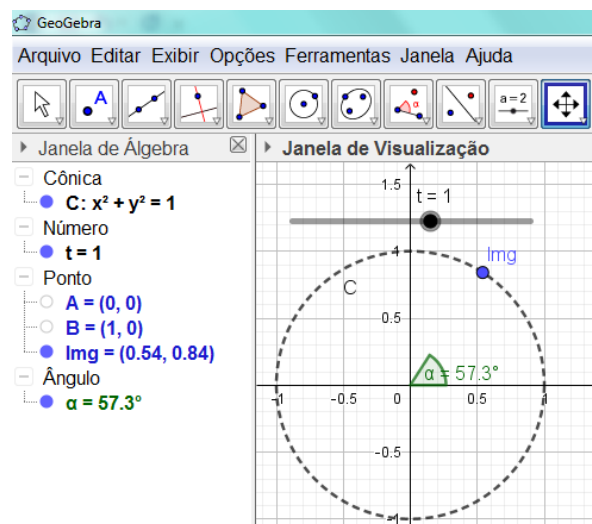 GeoGebra
Arquivo Editar Exibir Opções Ferramentas Janela Ajuda
A
α
a=2
Janela de Álgebra
Janela de Visualização
Cônica
C: x² + y² = 1
Número
t = 1
Ponto
A = (0, 0)
B = (1, 0)
Img = (0.54, 0.84)
Ângulo
α = 57.3°
1.5
t = 1
1
Img
C
0.5
α = 57.3°
-1
-0.5
0
0.5
1
-0.5
-1